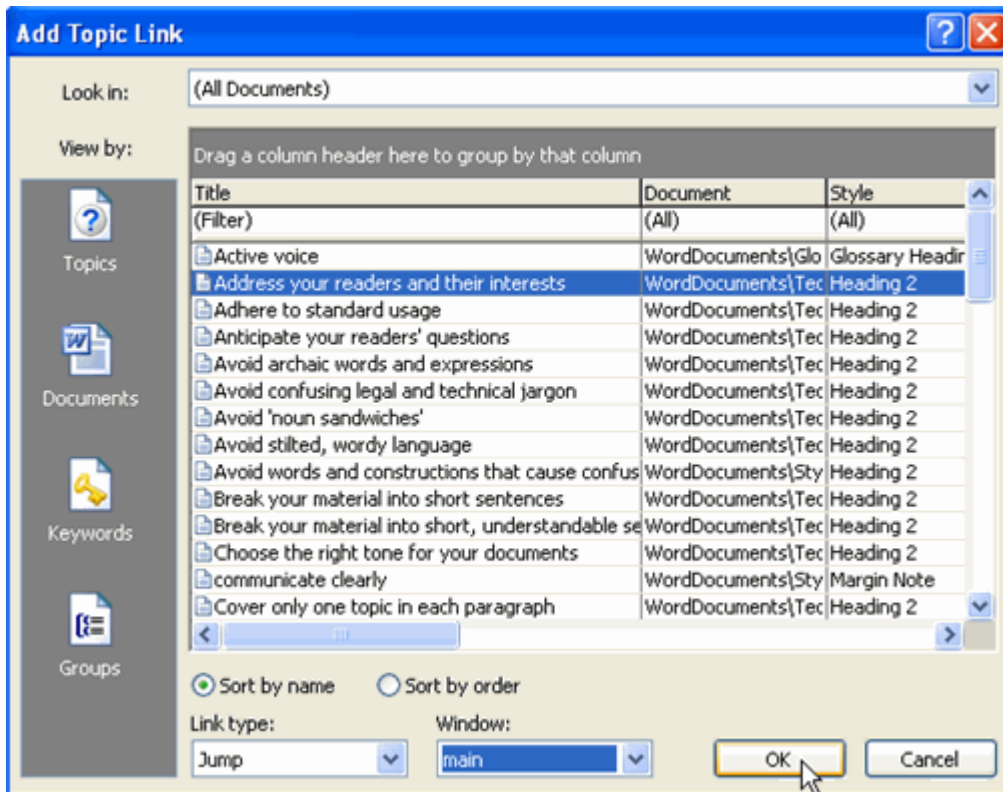 Add Topic Link
Look in:
(All Documents)
View by:
Drag a column header here to group by that column
Title Document Style
(Filter) (All) (All)
Active voice WordDocuments\Glo Glossary Headin
Address your readers and their interests WordDocuments\Tec Heading 2
Adhere to standard usage WordDocuments\Tec Heading 2
Anticipate your readers' questions WordDocuments\Tec Heading 2
Avoid archaic words and expressions WordDocuments\Tec Heading 2
Avoid confusing legal and technical jargon WordDocuments\Tec Heading 2
Avoid 'noun sandwiches' WordDocuments\Tec Heading 2
Avoid stilted, wordy language WordDocuments\Tec Heading 2
Avoid words and constructions that cause confus WordDocuments\Sty Heading 2
Break your material into short sentences WordDocuments\Tec Heading 2
Break your material into short, understandable se WordDocuments\Tec Heading 2
Choose the right tone for your documents WordDocuments\Tec Heading 2
communicate clearly WordDocuments\Sty Margin Note
Cover only one topic in each paragraph WordDocuments\Tec Heading 2
Topics
Documents
Keywords
Groups
Sort by name Sort by order
Link type: Window:
Jump main OK Cancel